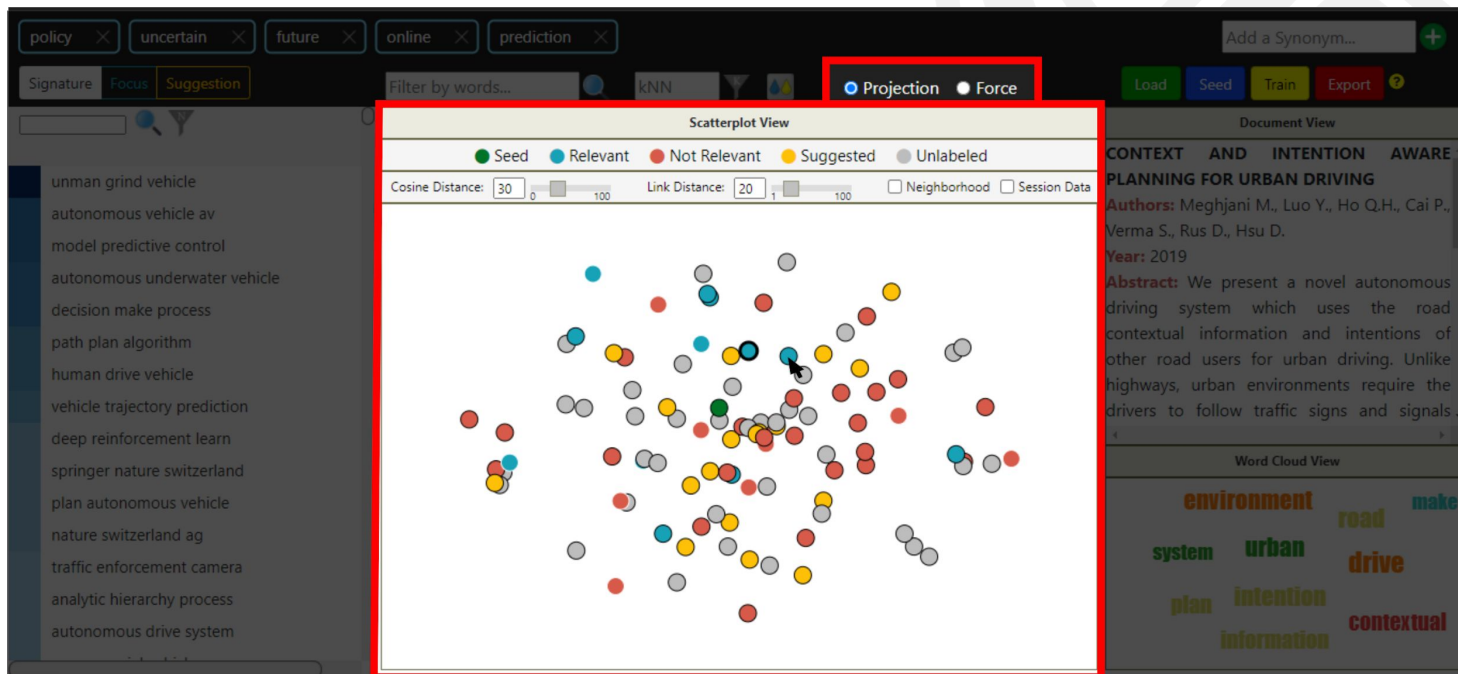 policy × uncertain × future × online × prediction × Add a Synonym...
Signature Focus Suggestion Filter by words... kNN Projection Force Load Seed Train Export ?
Scatterplot View
Seed Relevant Not Relevant Suggested Unlabeled
Cosine Distance: 30 0 100 Link Distance: 20 1 100 Neighborhood Session Data
unman grind vehicle
autonomous vehicle av
model predictive control
autonomous underwater vehicle
decision make process
path plan algorithm
human drive vehicle
vehicle trajectory prediction
deep reinforcement learn
springer nature switzerland
plan autonomous vehicle
nature switzerland ag
traffic enforcement camera
analytic hierarchy process
autonomous drive system
Document View
CONTEXT AND INTENTION AWARE
PLANNING FOR URBAN DRIVING
Authors: Meghjani M., Luo Y., Ho Q.H., Cai P.,
Verma S., Rus D., Hsu D.
Year: 2019
Abstract: We present a novel autonomous
driving system which uses the road
contextual information and intentions of
other road users for urban driving. Unlike
highways, urban environments require the
drivers to follow traffic signs and signals
Word Cloud View
environment make
road
system urban drive
plan intention
contextual
information